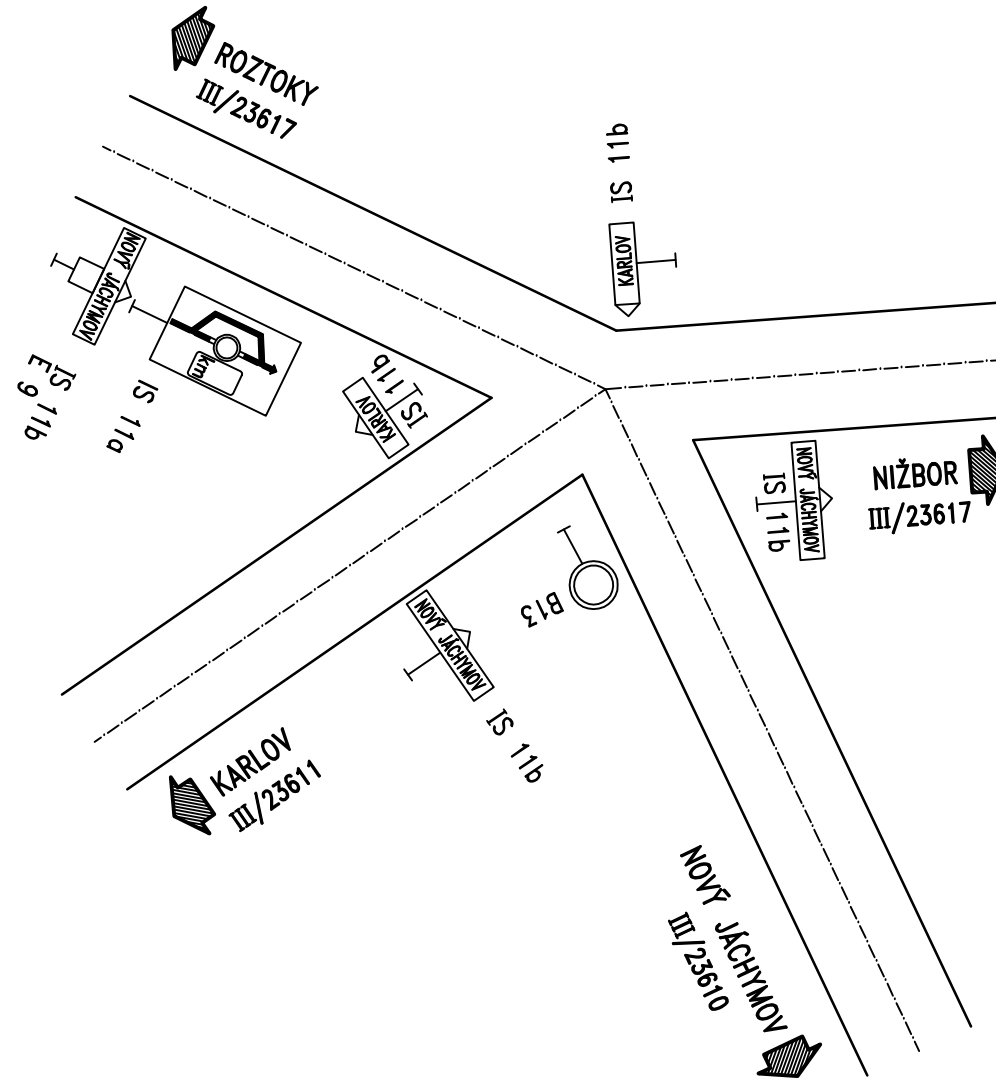 ROZTOKY
III/23617
IS 11b
KARLOV
NOVÝ JÁCHYMOV
IS 11b
E 9
km
IS 11a
IS 11b
KARLOV
NIŽBOR
III/23617
NOVÝ JÁCHYMOV
IS 11b
B13
NOVÝ JÁCHYMOV
IS 11b
KARLOV
III/23611
NOVÝ JÁCHYMOV
III/23610